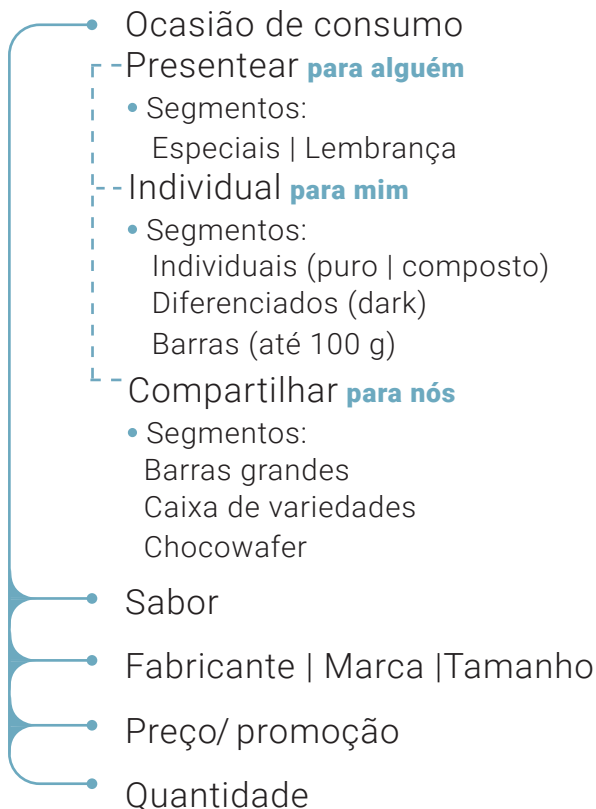 Ocasião de consumo
Presentear para alguém
• Segmentos:
Especiais | Lembrança
Individual para mim
• Segmentos:
Individuais (puro | composto)
Diferenciados (dark)
Barras (até 100 g)
Compartilhar para nós
• Segmentos:
Barras grandes
Caixa de variedades
Chocowafer
Sabor
Fabricante | Marca |Tamanho
Preço/ promoção
Quantidade